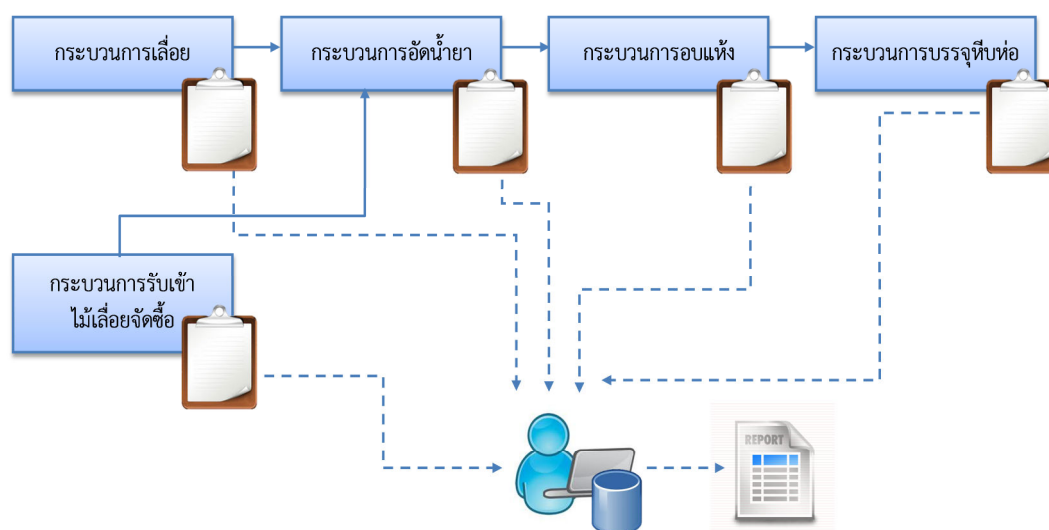 กระบวนการเลื่อย
กระบวนการอัดน้ำยา
กระบวนการอบแห้ง
กระบวนการบรรจุหีบห่อ
กระบวนการรับเข้า
ไม้เลื่อยจัดซื้อ
REPORT